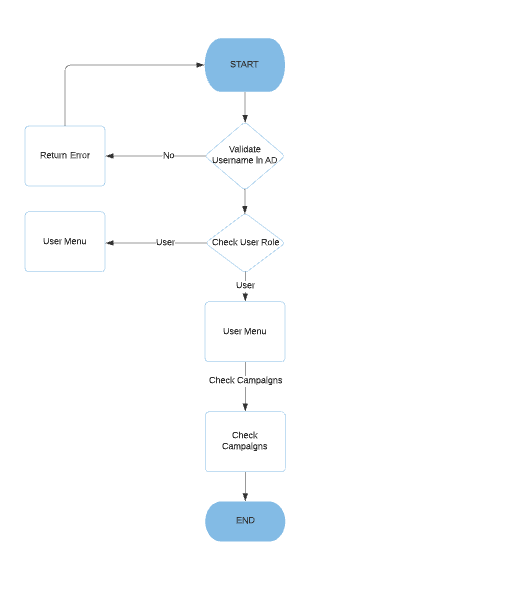 START
Validate
Username In AD
No
Return Error
Check User Role
User
User Menu
User
User Menu
Check Campaigns
Check
Campaigns
END